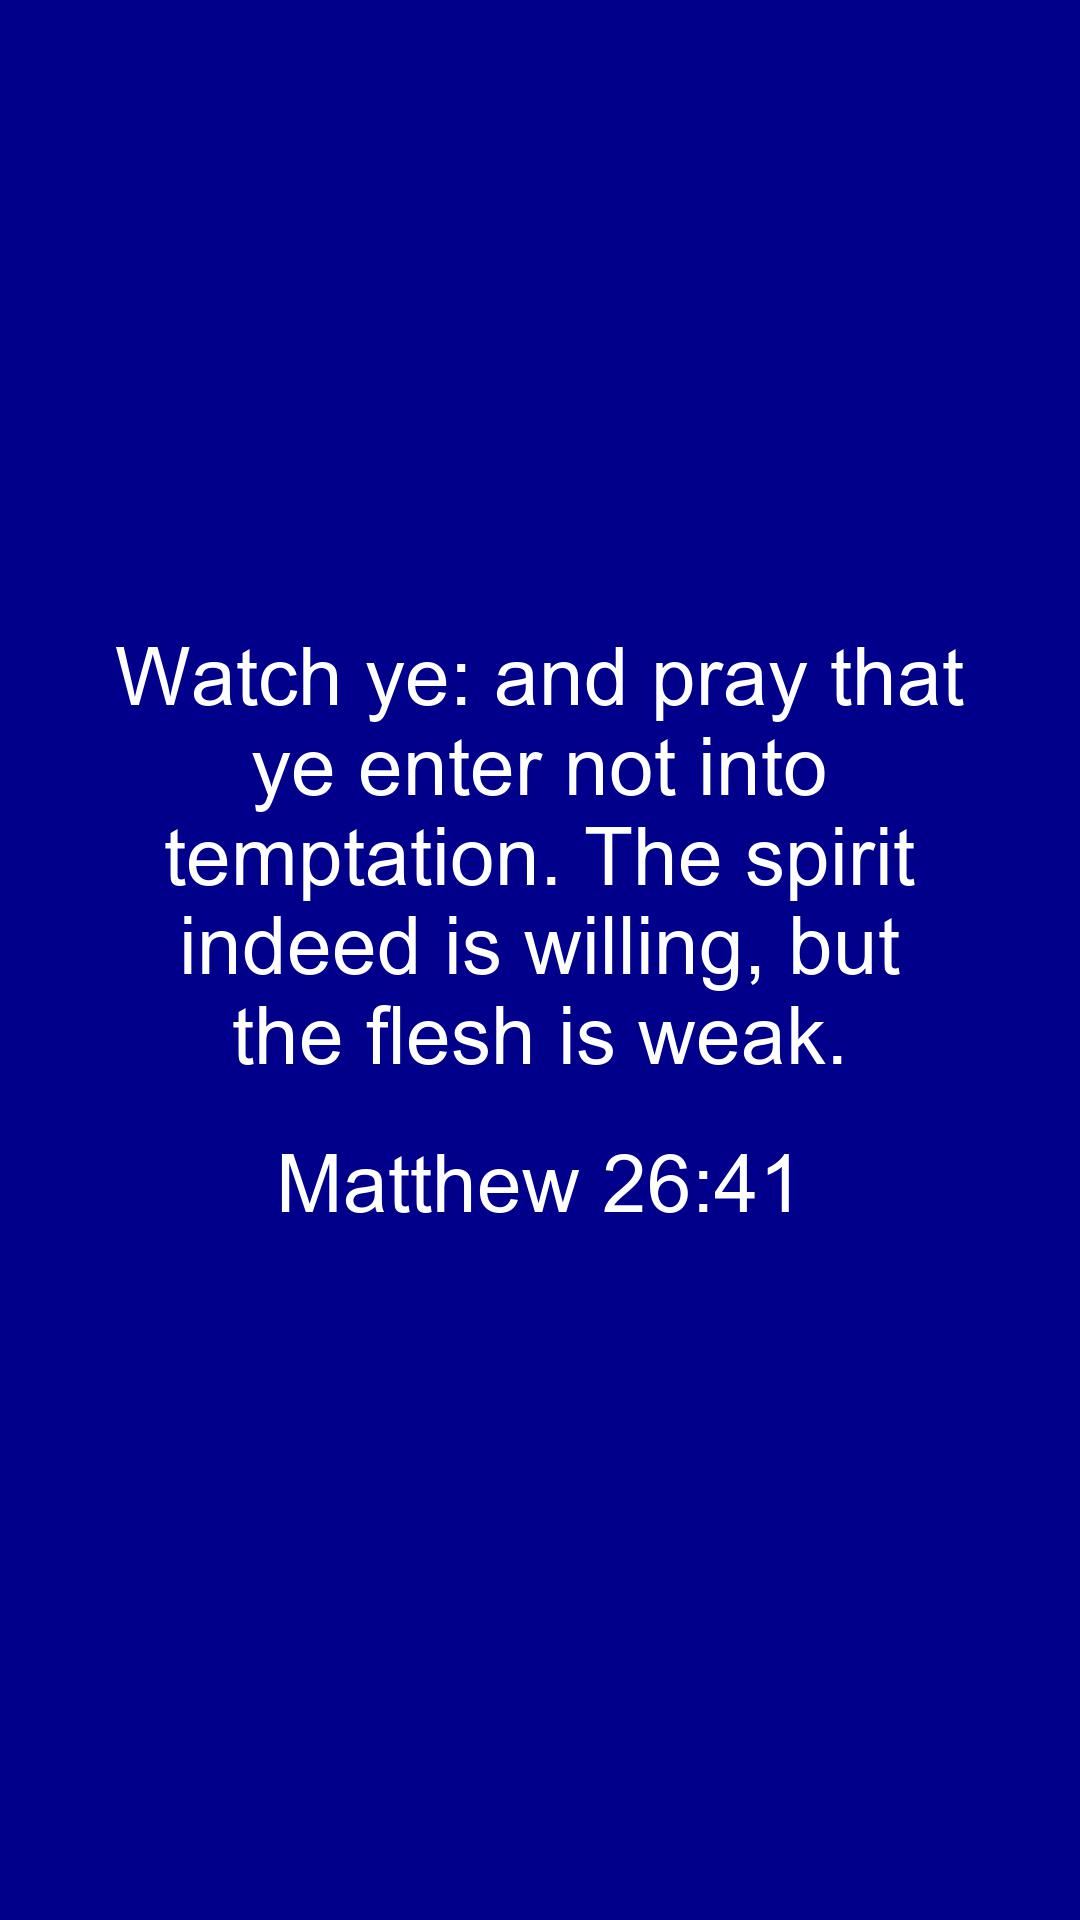 Watch ye: and pray that
ye enter not into
temptation. The spirit
indeed is willing, but
the flesh is weak.
Matthew 26:41